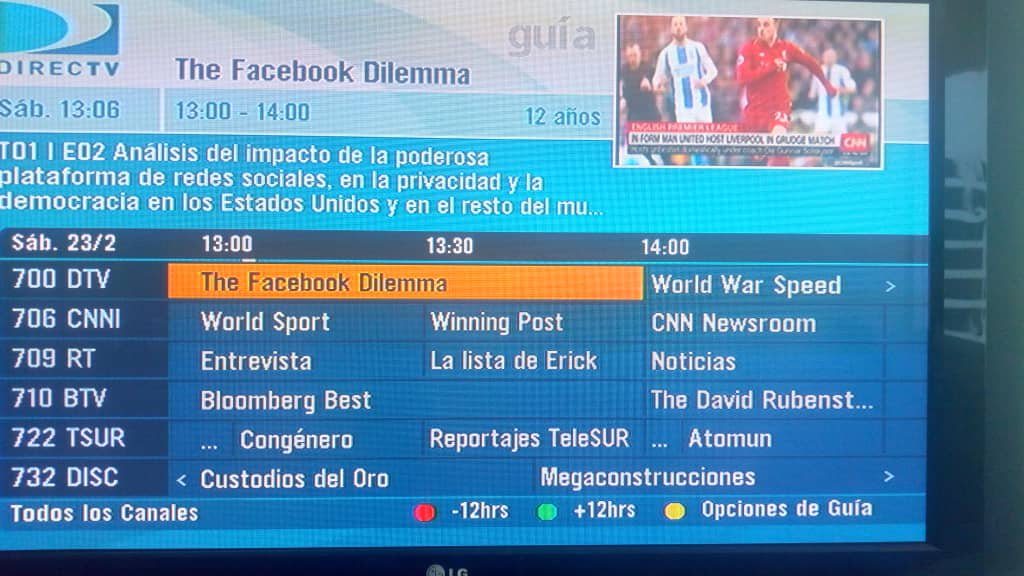 guía
DIRECTV
The Facebook Dilemma
Sáb. 13:06
13:00 - 14:00
12 años
ENGLISH PREMIER LEAGUE
IN FORM MAN UNITED HOST LIVERPOOL IN GRUDGE MATCH
CNN
T01 I E02 Análisis del impacto de la poderosa
plataforma de redes sociales, en la privacidad y la
democracia en los Estados Unidos y en el resto del mu...
Sáb. 23/2 13:00 13:30 14:00
700 DTV The Facebook Dilemma World War Speed >
706 CNNI World Sport Winning Post CNN Newsroom
709 RT Entrevista La lista de Erick Noticias
710 BTV Bloomberg Best The David Rubenst...
722 TSUR ... Congénero Reportajes TeleSUR ... Atomun
732 DISC < Custodios del Oro Megaconstrucciones >
Todos los Canales -12hrs +12hrs Opciones de Guía
LG